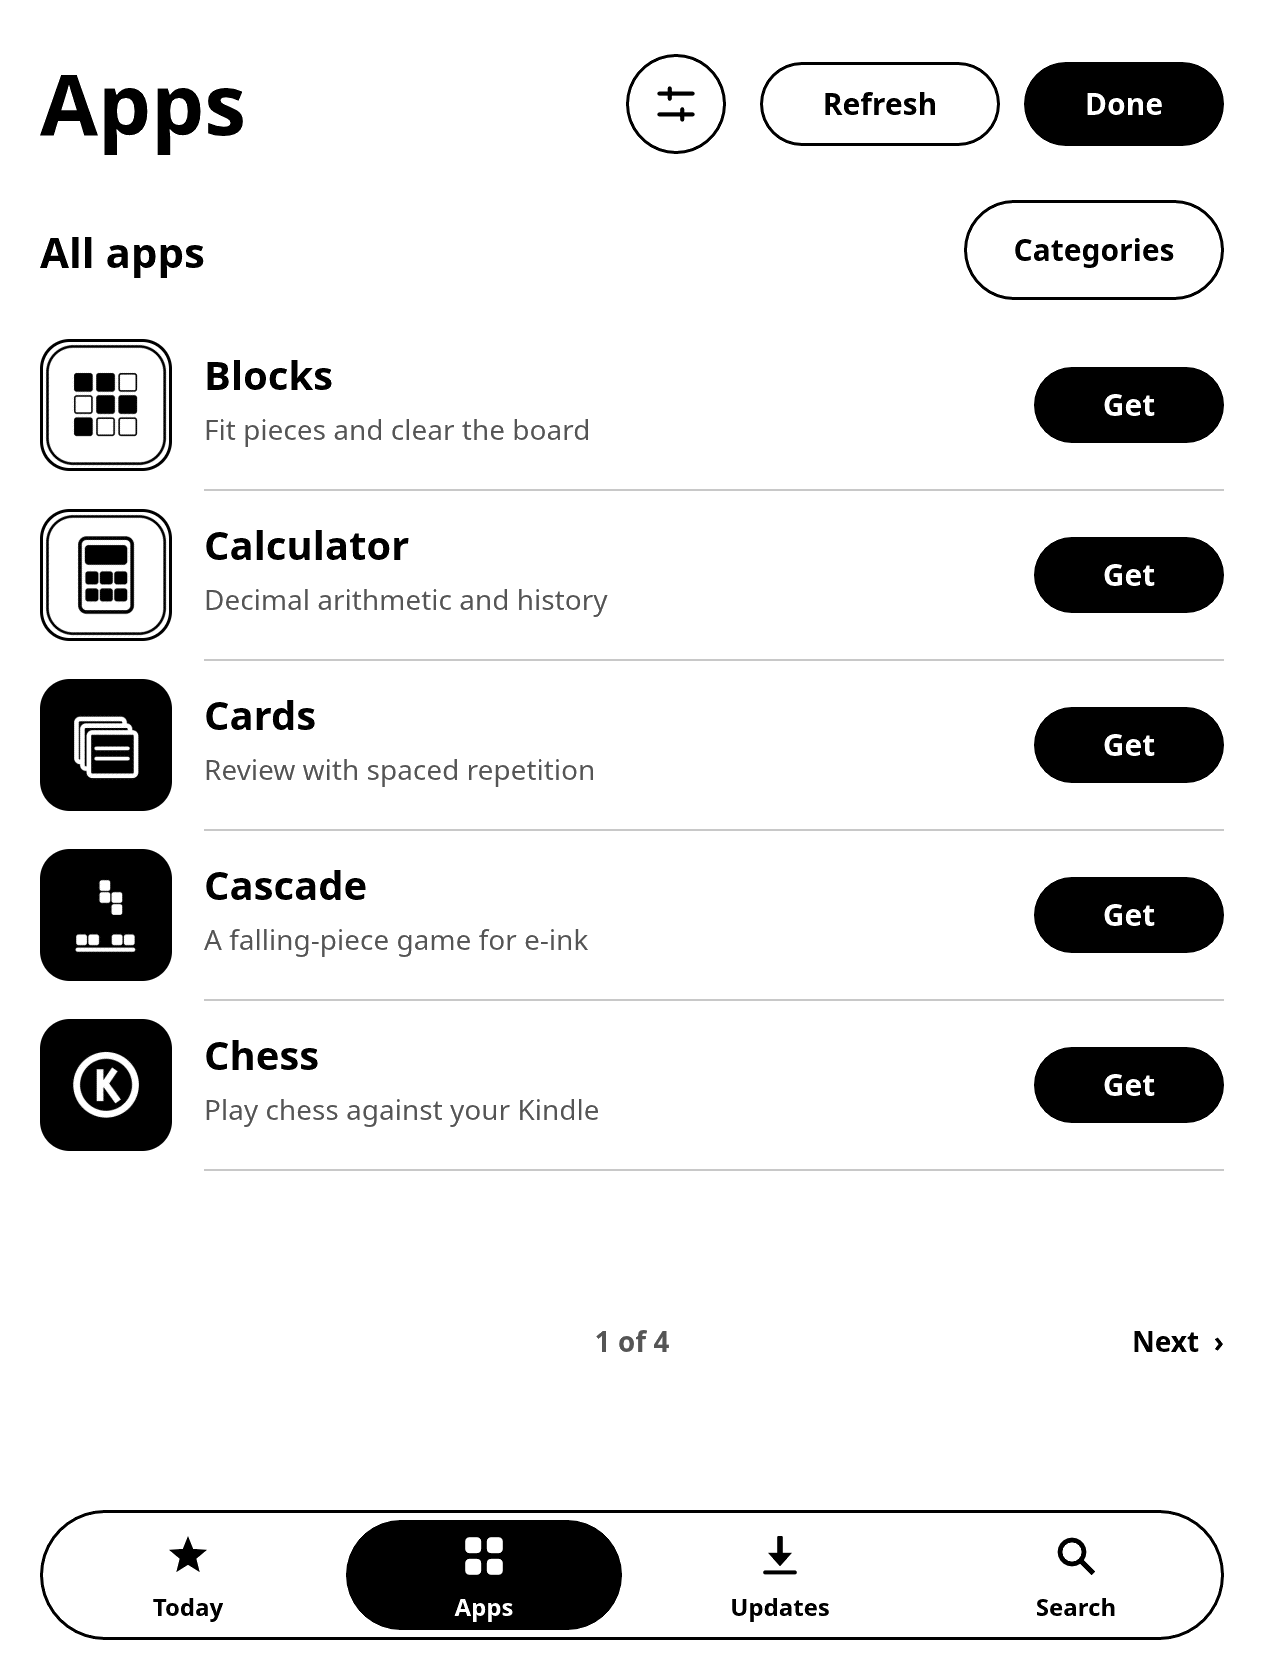 Apps
Refresh
Done
All apps
Categories
Blocks
Fit pieces and clear the board
Get
Calculator
Decimal arithmetic and history
Get
Cards
Review with spaced repetition
Get
Cascade
A falling-piece game for e-ink
Get
K
Chess
Play chess against your Kindle
Get
1 of 4
Next ›
Today
Apps
Updates
Search